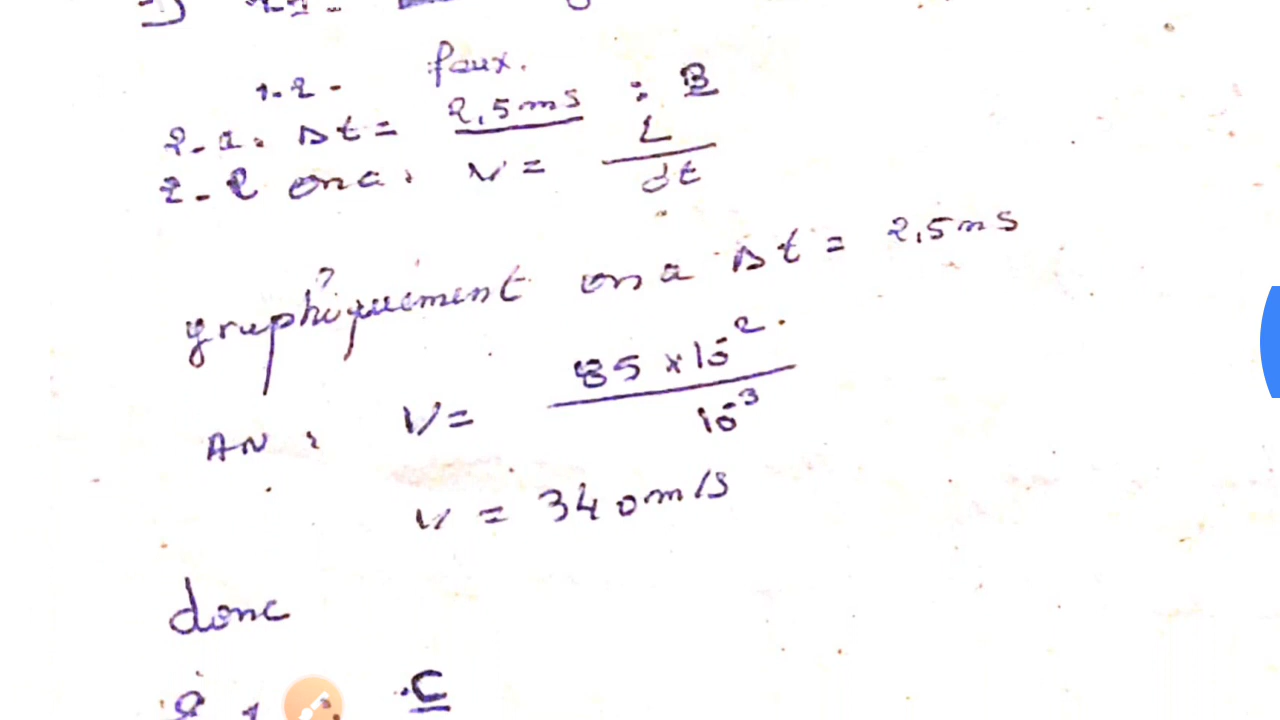 1.2 - Faux.
2-1. Δt = 2,5ms : B
2-2 on a : V = L / dt
graphiquement on a Δt = 2,5ms
AN : V = 85 × 10⁻² / 10⁻³
V = 340m/s
donc
C